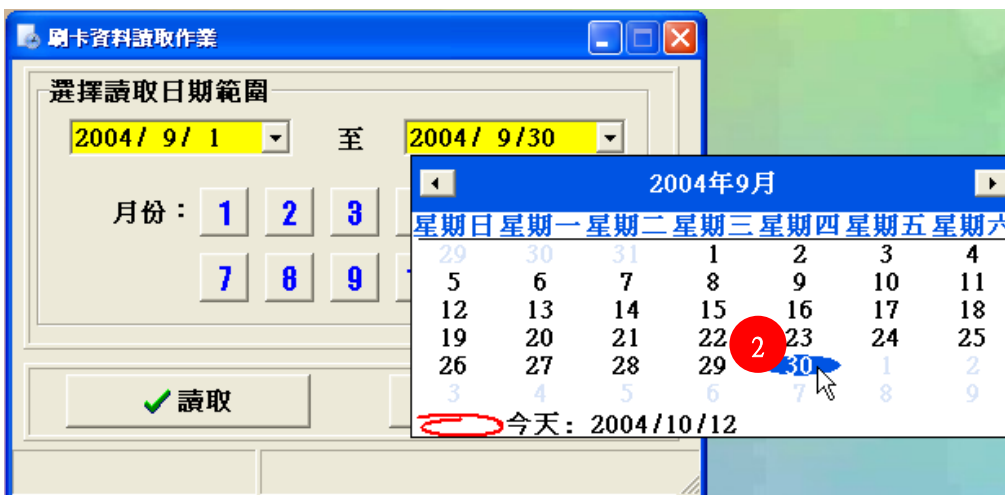 刷卡資料讀取作業
選擇讀取日期範圍
2004/ 9/ 1 至 2004/ 9/30
月份： 1 2 3
7 8 9
讀取
2004年9月
星期日 星期一 星期二 星期三 星期四 星期五 星期六
29 30 31 1 2 3 4
5 6 7 8 9 10 11
12 13 14 15 16 17 18
19 20 21 22 23 24 25
26 27 28 29 30 1 2
3 4 5 6 7 8 9
今天: 2004/10/12
2